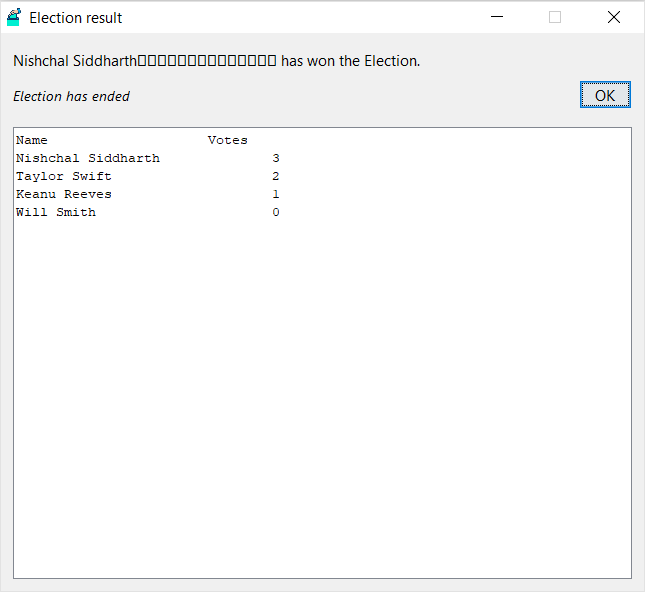 Election result
Nishchal Siddharth▯▯▯▯▯▯▯▯▯▯▯▯▯▯ has won the Election.
Election has ended
OK
Name Votes
Nishchal Siddharth 3
Taylor Swift 2
Keanu Reeves 1
Will Smith 0